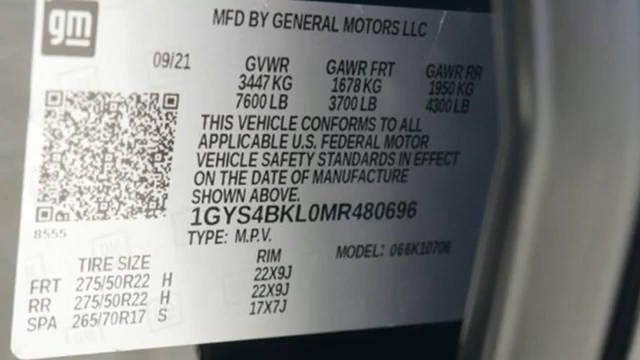 gm
MFD BY GENERAL MOTORS LLC
09/21 GVWR GAWR FRT GAWR RR
3447 KG 1678 KG 1950 KG
7600 LB 3700 LB 4300 LB
THIS VEHICLE CONFORMS TO ALL
APPLICABLE U.S. FEDERAL MOTOR
VEHICLE SAFETY STANDARDS IN EFFECT
ON THE DATE OF MANUFACTURE
SHOWN ABOVE.
1GYS4BKL0MR480696
8555
TYPE: M.P.V. MODEL: 066K10706
TIRE SIZE RIM
FRT 275/50R22 H 22X9J
RR 275/50R22 H 22X9J
SPA 265/70R17 S 17X7J